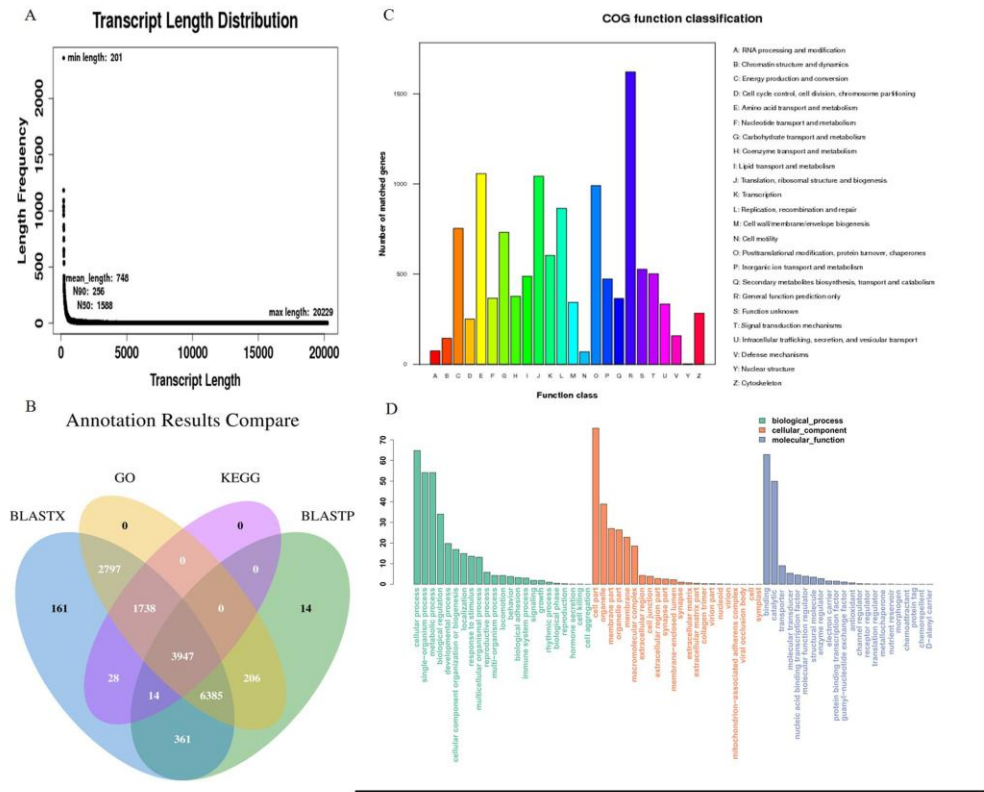 A
Transcript Length Distribution
min length: 201
mean_length: 748
N90: 256
N50: 1588
max length: 20229
Length Frequency
0
500
1000
1500
2000
0
5000
10000
15000
20000
Transcript Length
C
COG function classification
Number of matched genes
0
500
1000
1500
A B C D E F G H I J K L M N O P Q R S T U V Y Z
Function class
A: RNA processing and modification
B: Chromatin structure and dynamics
C: Energy production and conversion
D: Cell cycle control, cell division, chromosome partitioning
E: Amino acid transport and metabolism
F: Nucleotide transport and metabolism
G: Carbohydrate transport and metabolism
H: Coenzyme transport and metabolism
I: Lipid transport and metabolism
J: Translation, ribosomal structure and biogenesis
K: Transcription
L: Replication, recombination and repair
M: Cell wall/membrane/envelope biogenesis
N: Cell motility
O: Posttranslational modification, protein turnover, chaperones
P: Inorganic ion transport and metabolism
Q: Secondary metabolites biosynthesis, transport and catabolism
R: General function prediction only
S: Function unknown
T: Signal transduction mechanisms
U: Intracellular trafficking, secretion, and vesicular transport
V: Defense mechanisms
Y: Nuclear structure
Z: Cytoskeleton
B
Annotation Results Compare
GO
KEGG
BLASTX
BLASTP
0
0
2797
0
0
161
1738
0
14
3947
28
206
14
6385
361
D
biological_process
cellular_component
molecular_function
0
10
20
30
40
50
60
70
cellular process
single-organism process
metabolic process
biological regulation
developmental process
cellular component organization or biogenesis
localization
response to stimulus
multicellular organismal process
reproductive process
multi-organism process
locomotion
behavior
biological adhesion
immune system process
signaling
growth
rhythmic process
biological phase
reproduction
hormone secretion
cell killing
cell aggregation
cell part
organelle
membrane part
organelle part
membrane
macromolecular complex
extracellular region
cell junction
extracellular region part
synapse part
membrane-enclosed lumen
synapse
extracellular matrix
extracellular matrix part
collagen trimer
virion part
nucleoid
virion
mitochondrion-associated adherens complex
viral occlusion body
cell
symplast
binding
catalytic
transporter
molecular transducer
nucleic acid binding transcription factor
molecular function regulator
structural molecule
enzyme regulator
electron carrier
protein binding transcription factor
guanyl-nucleotide exchange factor
antioxidant
channel regulator
receptor regulator
translation regulator
metallochaperone
nutrient reservoir
morphogen
chemoattractant
protein tag
chemorepellent
D-alanyl carrier